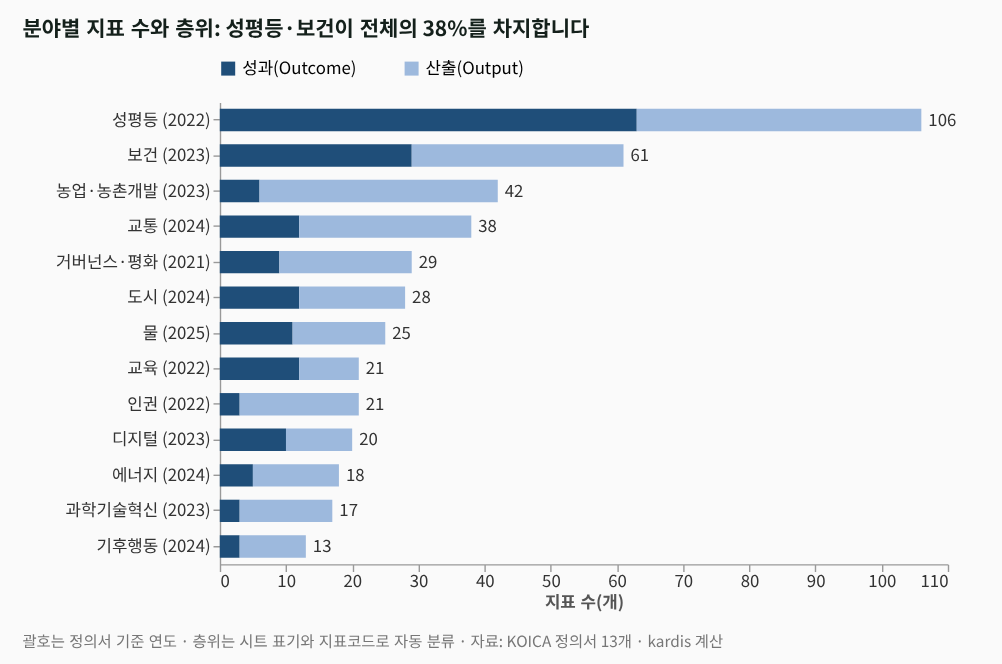 분야별 지표 수와 층위: 성평등·보건이 전체의 38%를 차지합니다
성과(Outcome) 산출(Output)
성평등 (2022) 106
보건 (2023) 61
농업·농촌개발 (2023) 42
교통 (2024) 38
거버넌스·평화 (2021) 29
도시 (2024) 28
물 (2025) 25
교육 (2022) 21
인권 (2022) 21
디지털 (2023) 20
에너지 (2024) 18
과학기술혁신 (2023) 17
기후행동 (2024) 13
0 10 20 30 40 50 60 70 80 90 100 110
지표 수(개)
괄호는 정의서 기준 연도 · 층위는 시트 표기와 지표코드로 자동 분류 · 자료: KOICA 정의서 13개 · kardis 계산